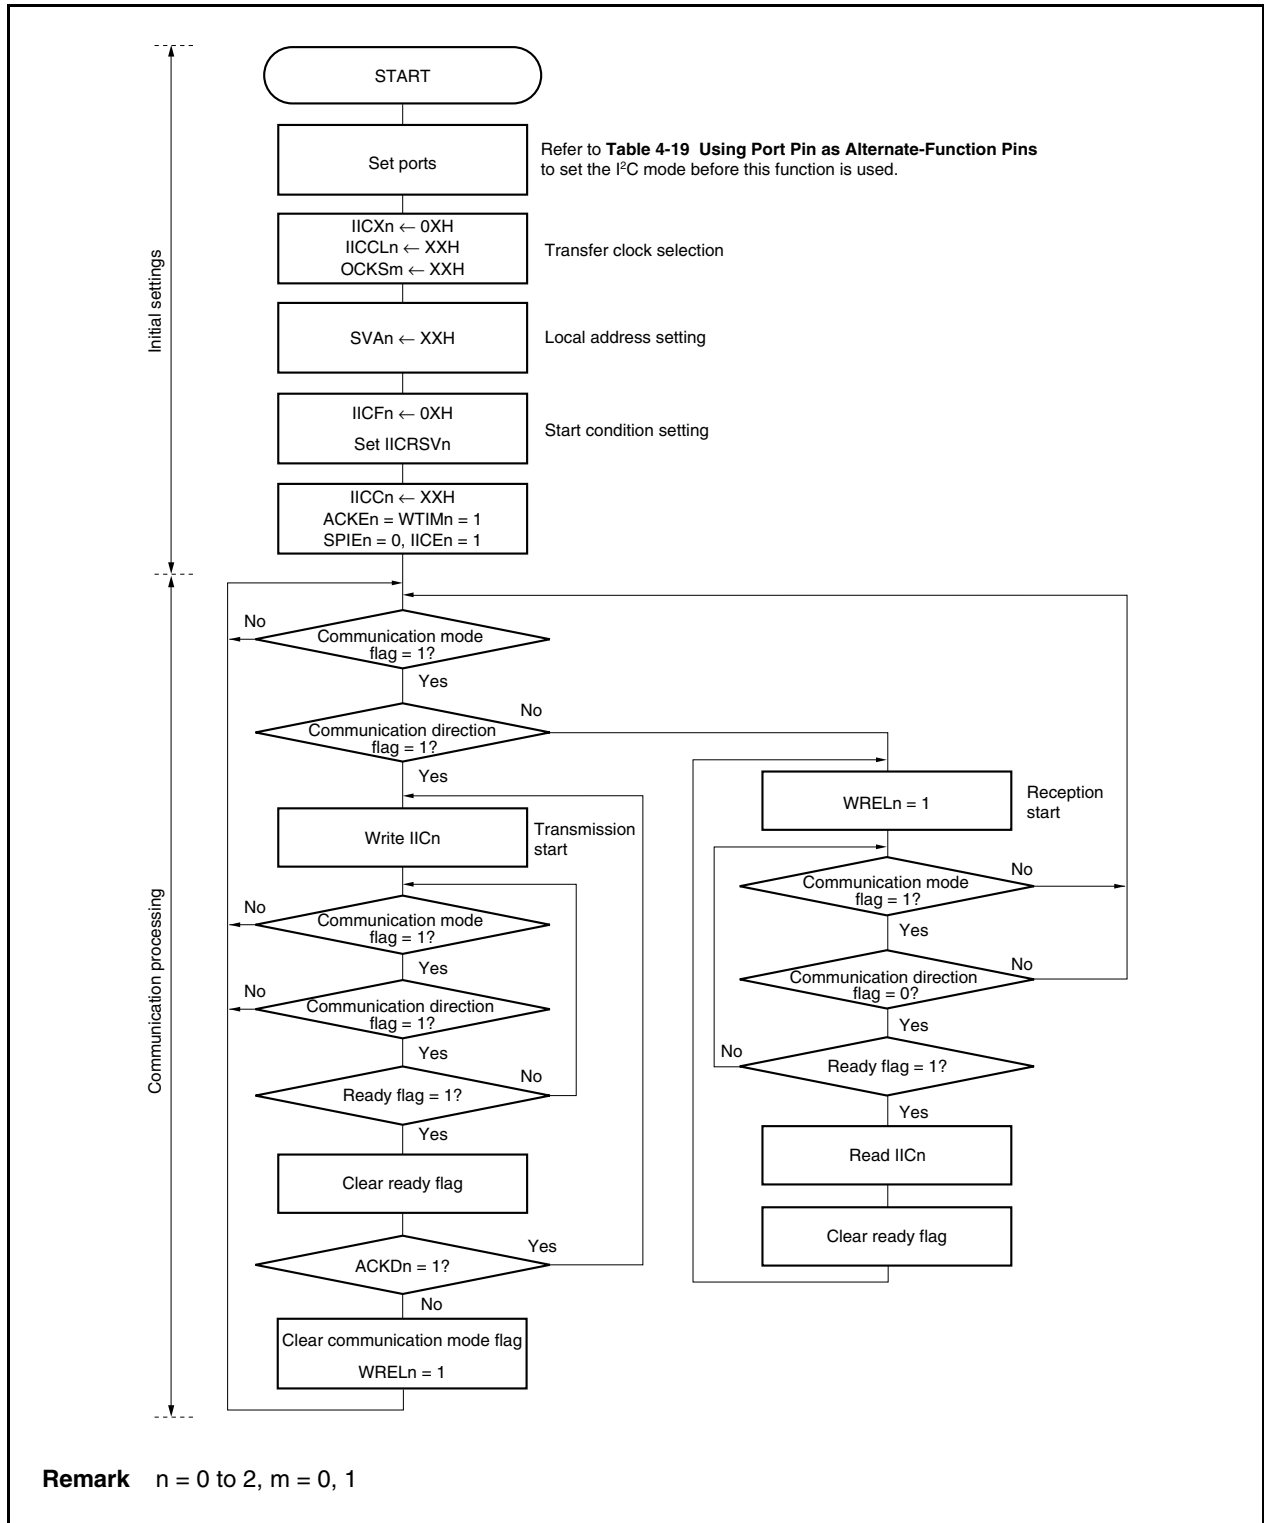 START
Set ports
Refer to Table 4-19 Using Port Pin as Alternate-Function Pins
to set the I²C mode before this function is used.
IICXn ← 0XH
IICCLn ← XXH
OCKSm ← XXH
Transfer clock selection
Initial settings
SVAn ← XXH
Local address setting
IICFn ← 0XH
Set IICRSVn
Start condition setting
IICCn ← XXH
ACKEn = WTIMn = 1
SPIEn = 0, IICEn = 1
No
Communication mode
flag = 1?
Yes
No
Communication direction
flag = 1?
Yes
Write IICn
Transmission
start
No
Communication mode
flag = 1?
Yes
No
Communication direction
flag = 1?
Yes
No
Ready flag = 1?
Yes
Clear ready flag
Yes
ACKDn = 1?
No
Clear communication mode flag
WRELn = 1
Communication processing
WRELn = 1
Reception
start
No
Communication mode
flag = 1?
Yes
No
Communication direction
flag = 0?
Yes
No
Ready flag = 1?
Yes
Read IICn
Clear ready flag
Remark n = 0 to 2, m = 0, 1